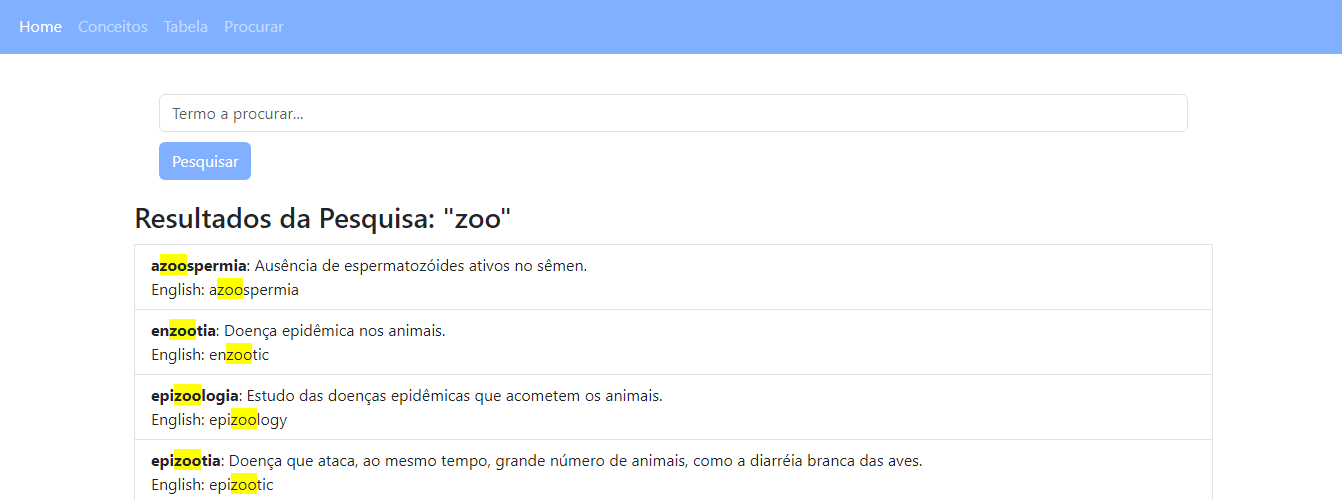 Home Conceitos Tabela Procurar
Termo a procurar...
Pesquisar
Resultados da Pesquisa: "zoo"
azoospermia: Ausência de espermatozóides ativos no sêmen.
English: azoospermia
enzootia: Doença epidêmica nos animais.
English: enzootic
epizoologia: Estudo das doenças epidêmicas que acometem os animais.
English: epizoology
epizootia: Doença que ataca, ao mesmo tempo, grande número de animais, como a diarréia branca das aves.
English: epizootic